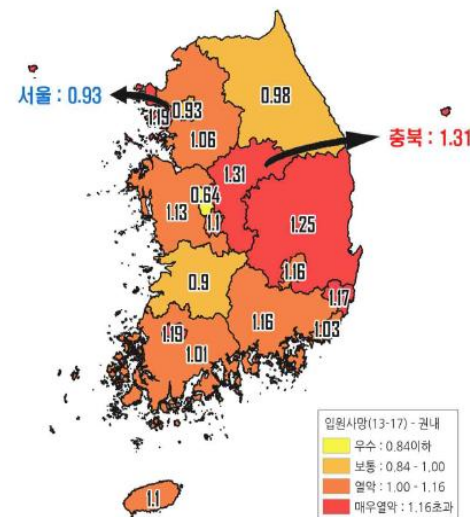 서울 : 0.93
0.98
0.93
1.19
1.06
충북 : 1.31
1.31
0.64
1.13
1.1
1.25
1.16
0.9
1.17
1.16
1.03
1.19
1.01
1.1
입원사망(13-17) - 권내
우수 : 0.84이하
보통 : 0.84 - 1.00
열악 : 1.00 - 1.16
매우열악 : 1.16초과